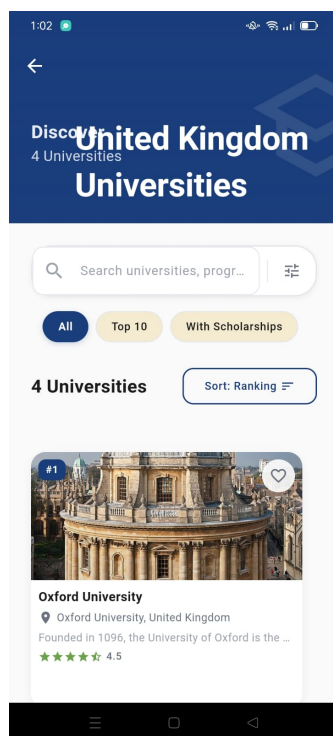 1:02
Discover
United Kingdom
4 Universities
Universities
Search universities, progr...
All
Top 10
With Scholarships
4 Universities
Sort: Ranking
#1
Oxford University
Oxford University, United Kingdom
Founded in 1096, the University of Oxford is the ...
4.5